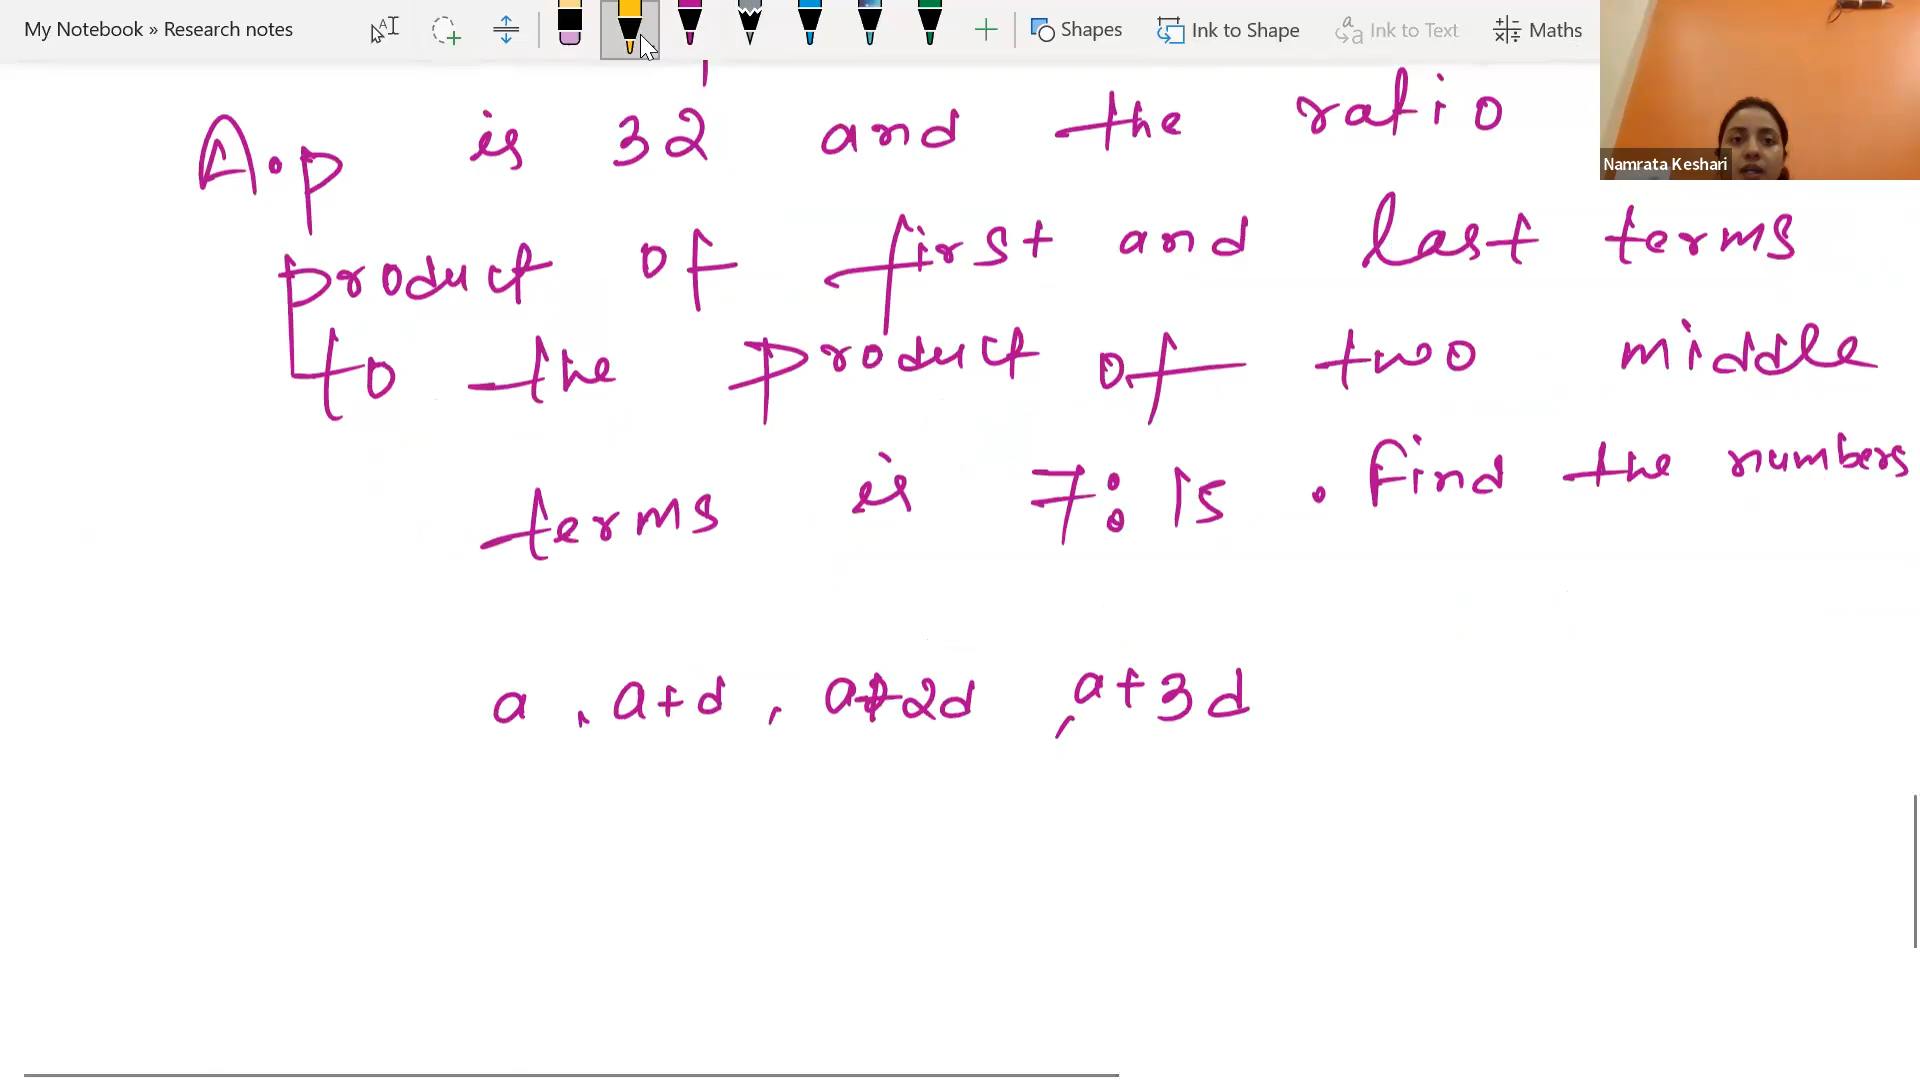 My Notebook » Research notes
Shapes
Ink to Shape
Ink to Text
Maths
Namrata Keshari
A.p is 32 and the ratio
product of first and last terms
to the product of two middle
terms is 7:15 . Find the numbers
a , a+d , a+2d , a+3d